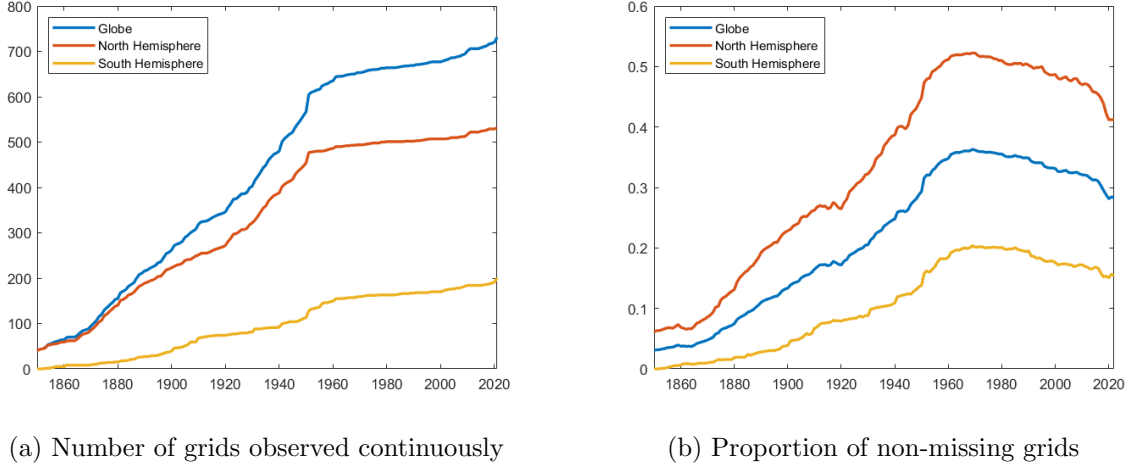 800
700
600
500
400
300
200
100
0
1860 1880 1900 1920 1940 1960 1980 2000 2020
Globe
North Hemisphere
South Hemisphere
(a) Number of grids observed continuously
0.6
0.5
0.4
0.3
0.2
0.1
0
1860 1880 1900 1920 1940 1960 1980 2000 2020
Globe
North Hemisphere
South Hemisphere
(b) Proportion of non-missing grids